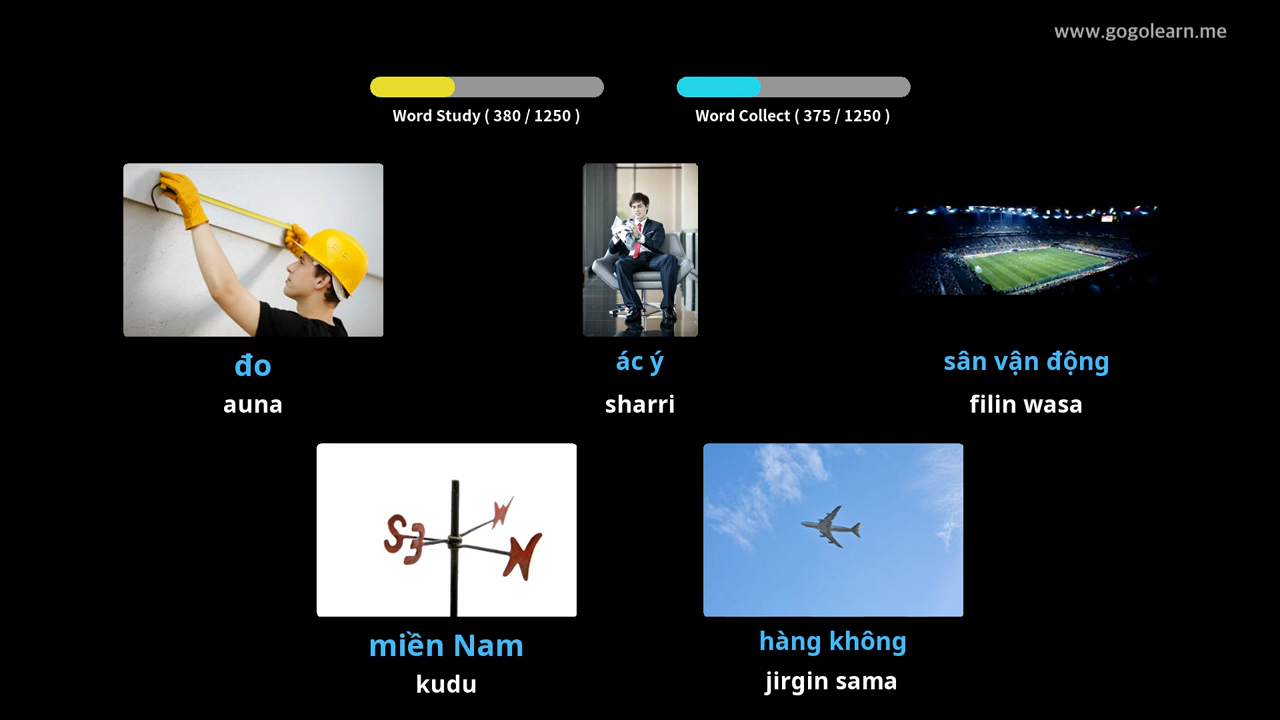 www.gogolearn.me
Word Study ( 380 / 1250 )
Word Collect ( 375 / 1250 )
đo
auna
ác ý
sharri
sân vận động
filin wasa
miền Nam
kudu
hàng không
jirgin sama